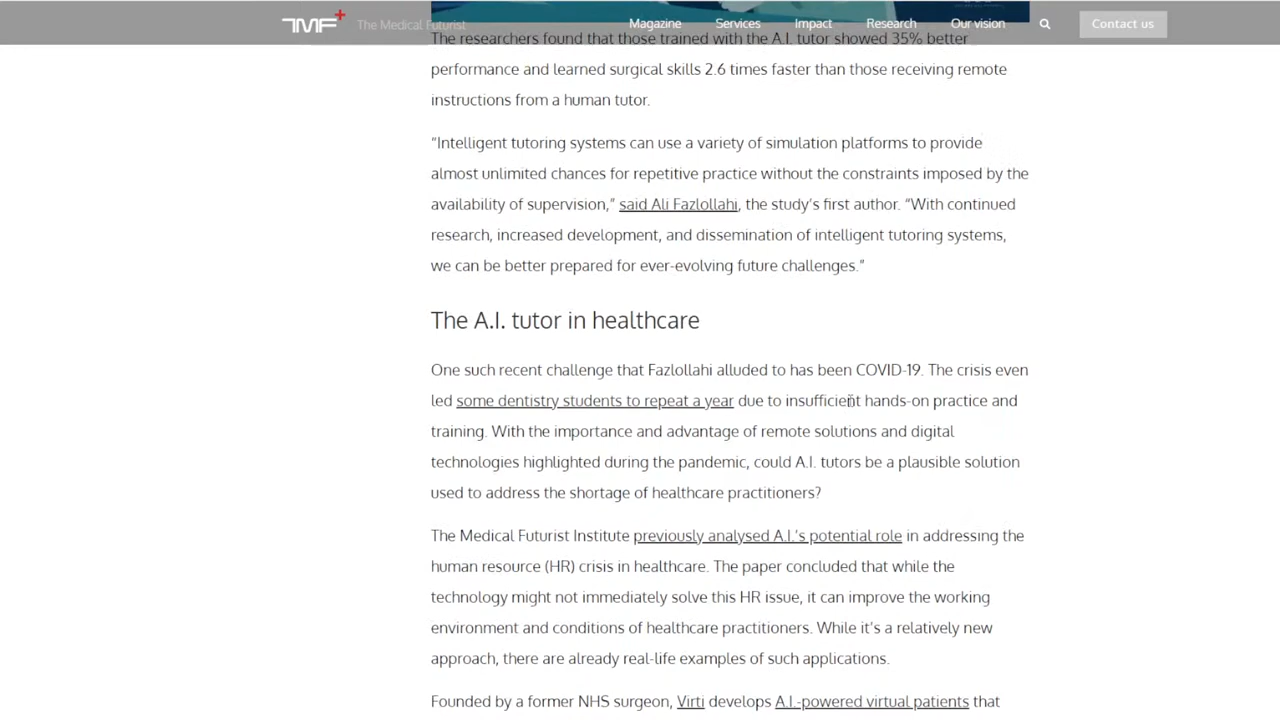 TMF The Medical Futurist Magazine Services Impact Research Our vision Contact us
The researchers found that those trained with the A.I. tutor showed 35% better
performance and learned surgical skills 2.6 times faster than those receiving remote
instructions from a human tutor.
“Intelligent tutoring systems can use a variety of simulation platforms to provide
almost unlimited chances for repetitive practice without the constraints imposed by the
availability of supervision,” said Ali Fazlollahi, the study’s first author. “With continued
research, increased development, and dissemination of intelligent tutoring systems,
we can be better prepared for ever-evolving future challenges.”
The A.I. tutor in healthcare
One such recent challenge that Fazlollahi alluded to has been COVID-19. The crisis even
led some dentistry students to repeat a year due to insufficient hands-on practice and
training. With the importance and advantage of remote solutions and digital
technologies highlighted during the pandemic, could A.I. tutors be a plausible solution
used to address the shortage of healthcare practitioners?
The Medical Futurist Institute previously analysed A.I.’s potential role in addressing the
human resource (HR) crisis in healthcare. The paper concluded that while the
technology might not immediately solve this HR issue, it can improve the working
environment and conditions of healthcare practitioners. While it’s a relatively new
approach, there are already real-life examples of such applications.
Founded by a former NHS surgeon, Virti develops A.I.-powered virtual patients that